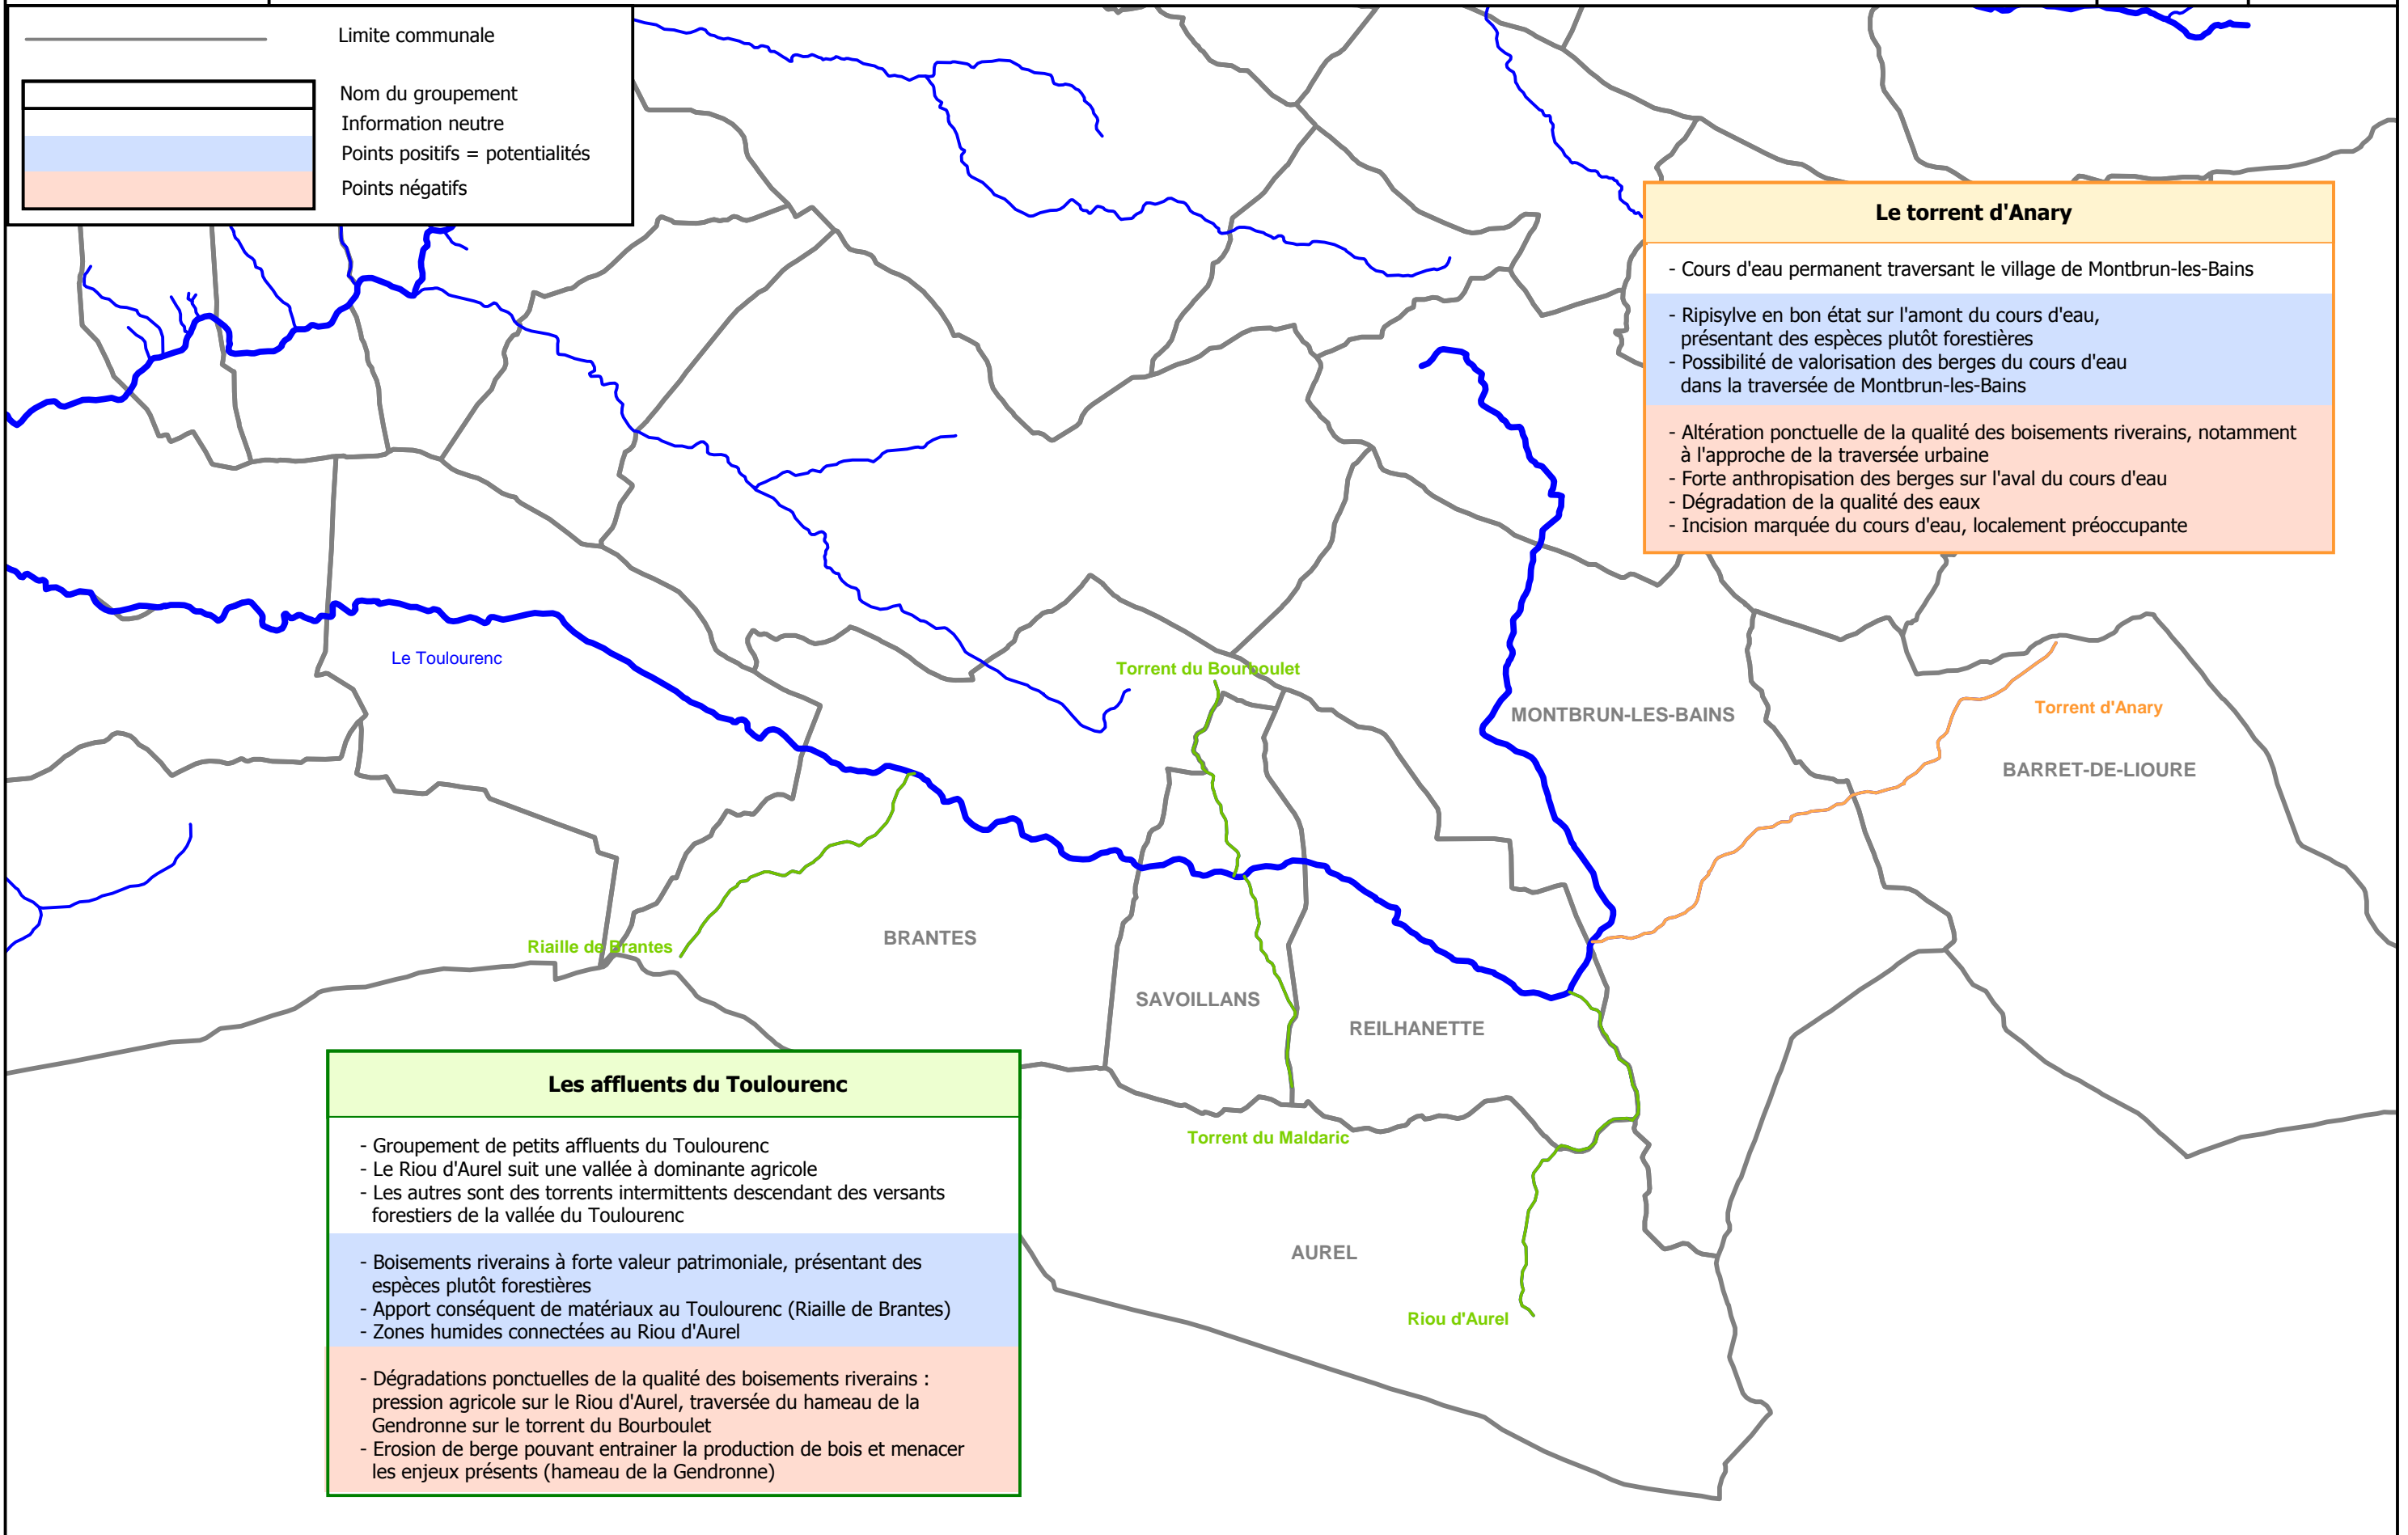 Limite communale
Nom du groupement
Information neutre
Points positifs = potentialités
Points négatifs
Le torrent d'Anary
- Cours d'eau permanent traversant le village de Montbrun-les-Bains
- Ripisylve en bon état sur l'amont du cours d'eau,
présentant des espèces plutôt forestières
- Possibilité de valorisation des berges du cours d'eau
dans la traversée de Montbrun-les-Bains
- Altération ponctuelle de la qualité des boisements riverains, notamment
à l'approche de la traversée urbaine
- Forte anthropisation des berges sur l'aval du cours d'eau
- Dégradation de la qualité des eaux
- Incision marquée du cours d'eau, localement préoccupante
Le Toulourenc
Torrent du Bourboulet
MONTBRUN-LES-BAINS
Torrent d'Anary
BARRET-DE-LIOURE
Riaille de Brantes
BRANTES
SAVOILLANS
REILHANETTE
Torrent du Maldaric
AUREL
Riou d'Aurel
Les affluents du Toulourenc
- Groupement de petits affluents du Toulourenc
- Le Riou d'Aurel suit une vallée à dominante agricole
- Les autres sont des torrents intermittents descendant des versants
forestiers de la vallée du Toulourenc
- Boisements riverains à forte valeur patrimoniale, présentant des
espèces plutôt forestières
- Apport conséquent de matériaux au Toulourenc (Riaille de Brantes)
- Zones humides connectées au Riou d'Aurel
- Dégradations ponctuelles de la qualité des boisements riverains :
pression agricole sur le Riou d'Aurel, traversée du hameau de la
Gendronne sur le torrent du Bourboulet
- Erosion de berge pouvant entrainer la production de bois et menacer
les enjeux présents (hameau de la Gendronne)